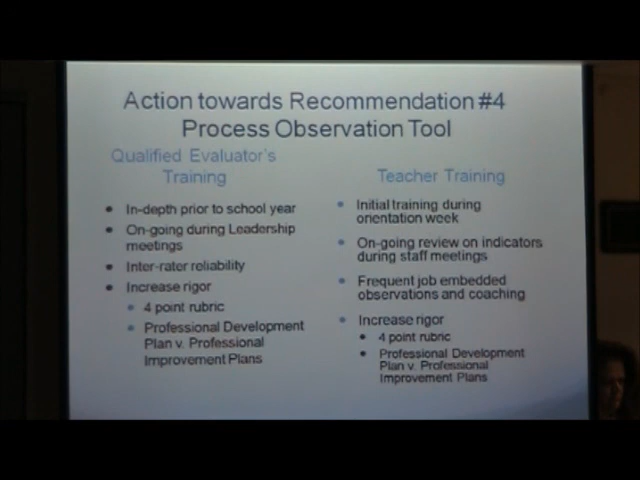 Action towards Recommendation #4
Process Observation Tool
Qualified Evaluator's
Training
• In-depth prior to school year
• On-going during Leadership
meetings
• Inter-rater reliability
• Increase rigor
• 4 point rubric
• Professional Development
Plan v. Professional
Improvement Plans
Teacher Training
• Initial training during
orientation week
• On-going review on indicators
during staff meetings
• Frequent job embedded
observations and coaching
• Increase rigor
• 4 point rubric
• Professional Development
Plan v. Professional
Improvement Plans